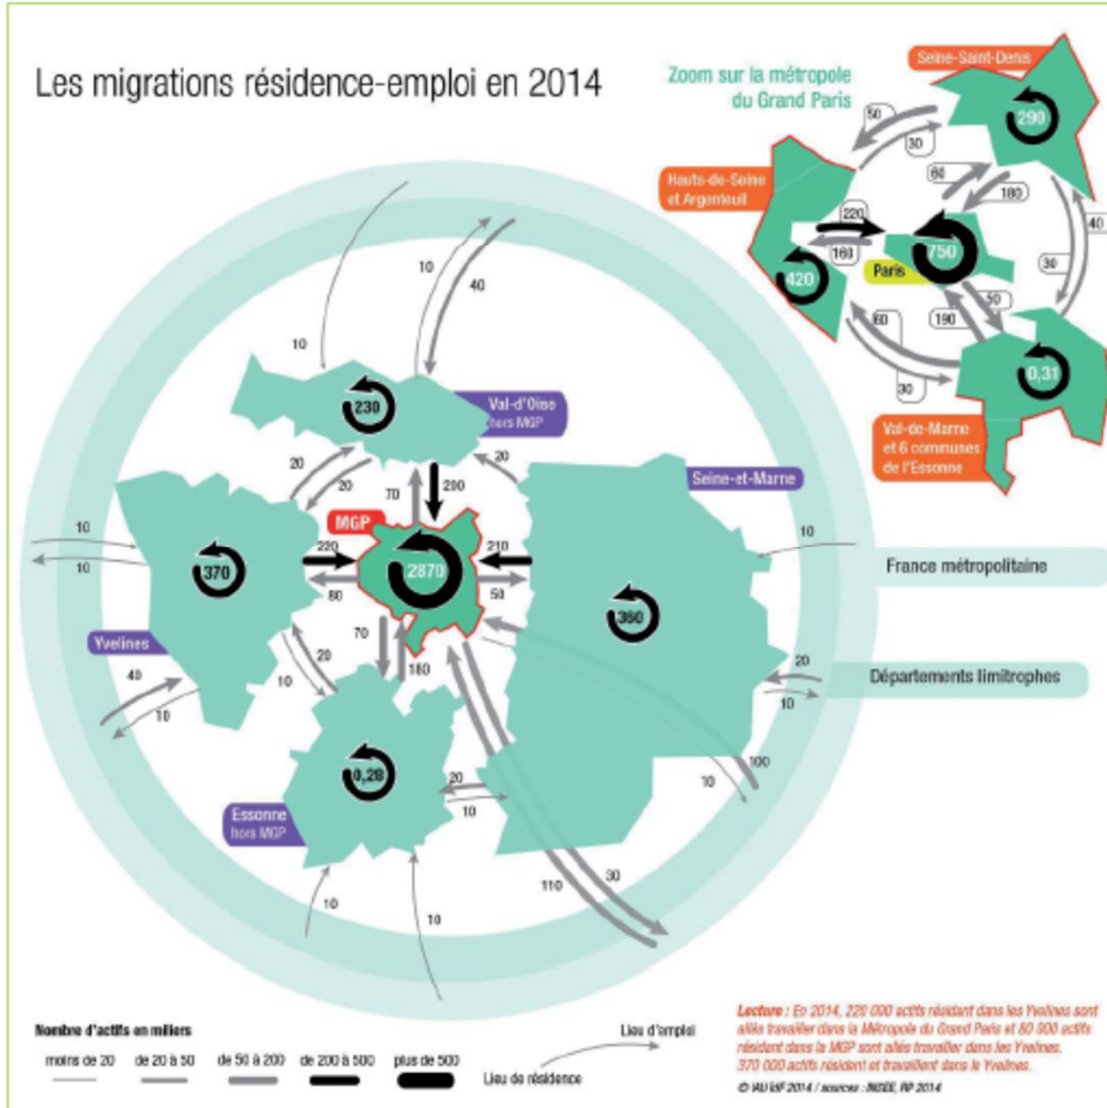 Les migrations résidence-emploi en 2014
Zoom sur la métropole
du Grand Paris
Seine-Saint-Denis
290
50
30
Hauts-de-Seine
et Argenteuil
60
180
40
220
160
750
Paris
420
30
50
190
60
30
0,31
Val-de-Marne
et 6 communes
de l'Essonne
10
40
10
230
Val-d'Oise
hors MGP
20
20
20
70
290
Seine-et-Marne
MGP
10
10
370
220
80
2870
210
50
10
France métropolitaine
360
Yvelines
40
10
20
10
70
180
20
10
Départements limitrophes
0,28
20
10
100
10
Essonne
hors MGP
110
30
10
10
Nombre d'actifs en milliers
moins de 20
de 20 à 50
de 50 à 200
de 200 à 500
plus de 500
Lieu d'emploi
Lieu de résidence
Lecture : En 2014, 220 000 actifs résidant dans les Yvelines sont
allés travailler dans la Métropole du Grand Paris et 80 000 actifs
résidant dans la MGP sont allés travailler dans les Yvelines.
370 000 actifs résident et travaillent dans le Yvelines.
© IAU îdF 2014 / sources : INSEE, RP 2014